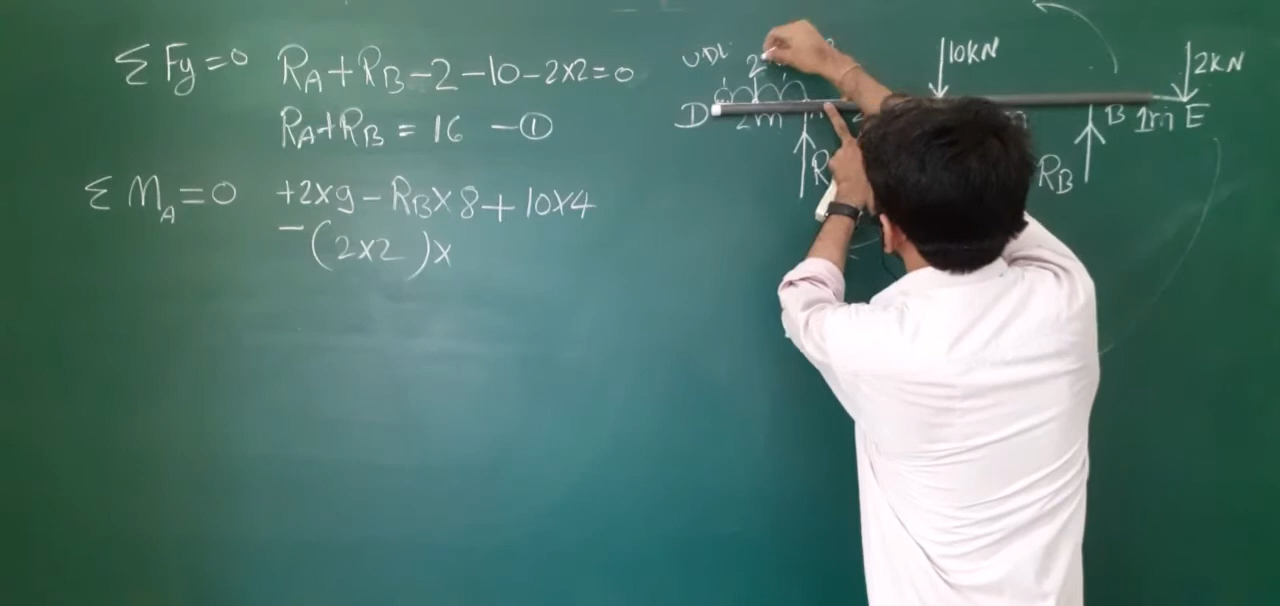 ΣFy=0 RA+RB-2-10-2x2=0
RA+RB=16 -①
ΣMA=0 +2x9-RBx8+10x4
-(2x2)x
UDL
2
10KN
2KN
D
2m
B
1m
E
RB